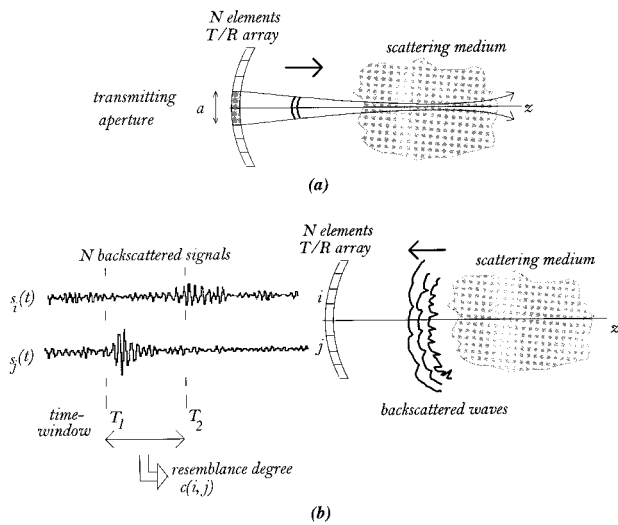 N elements
T/R array
scattering medium
transmitting
aperture
a
z
(a)
N elements
T/R array
N backscattered signals
scattering medium
s_i(t)
i
z
s_j(t)
j
backscattered waves
time-
window
T_1
T_2
resemblance degree
c(i,j)
(b)